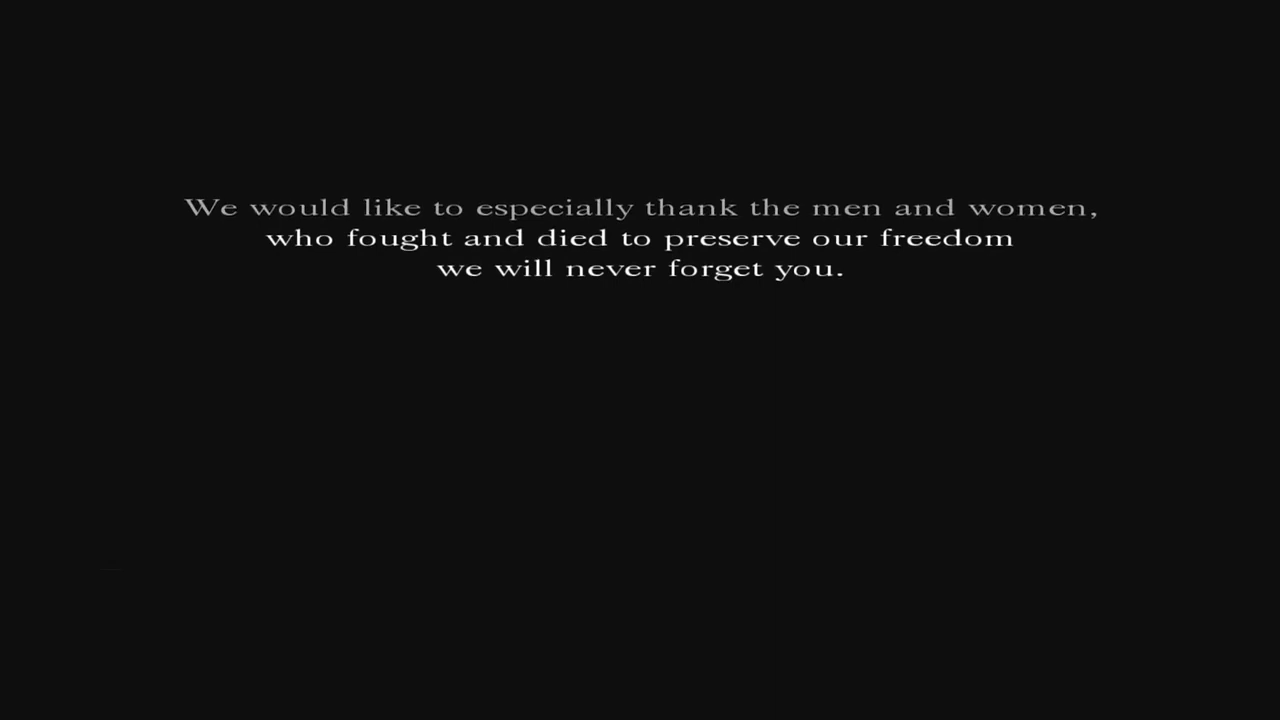 We would like to especially thank the men and women,
who fought and died to preserve our freedom
we will never forget you.